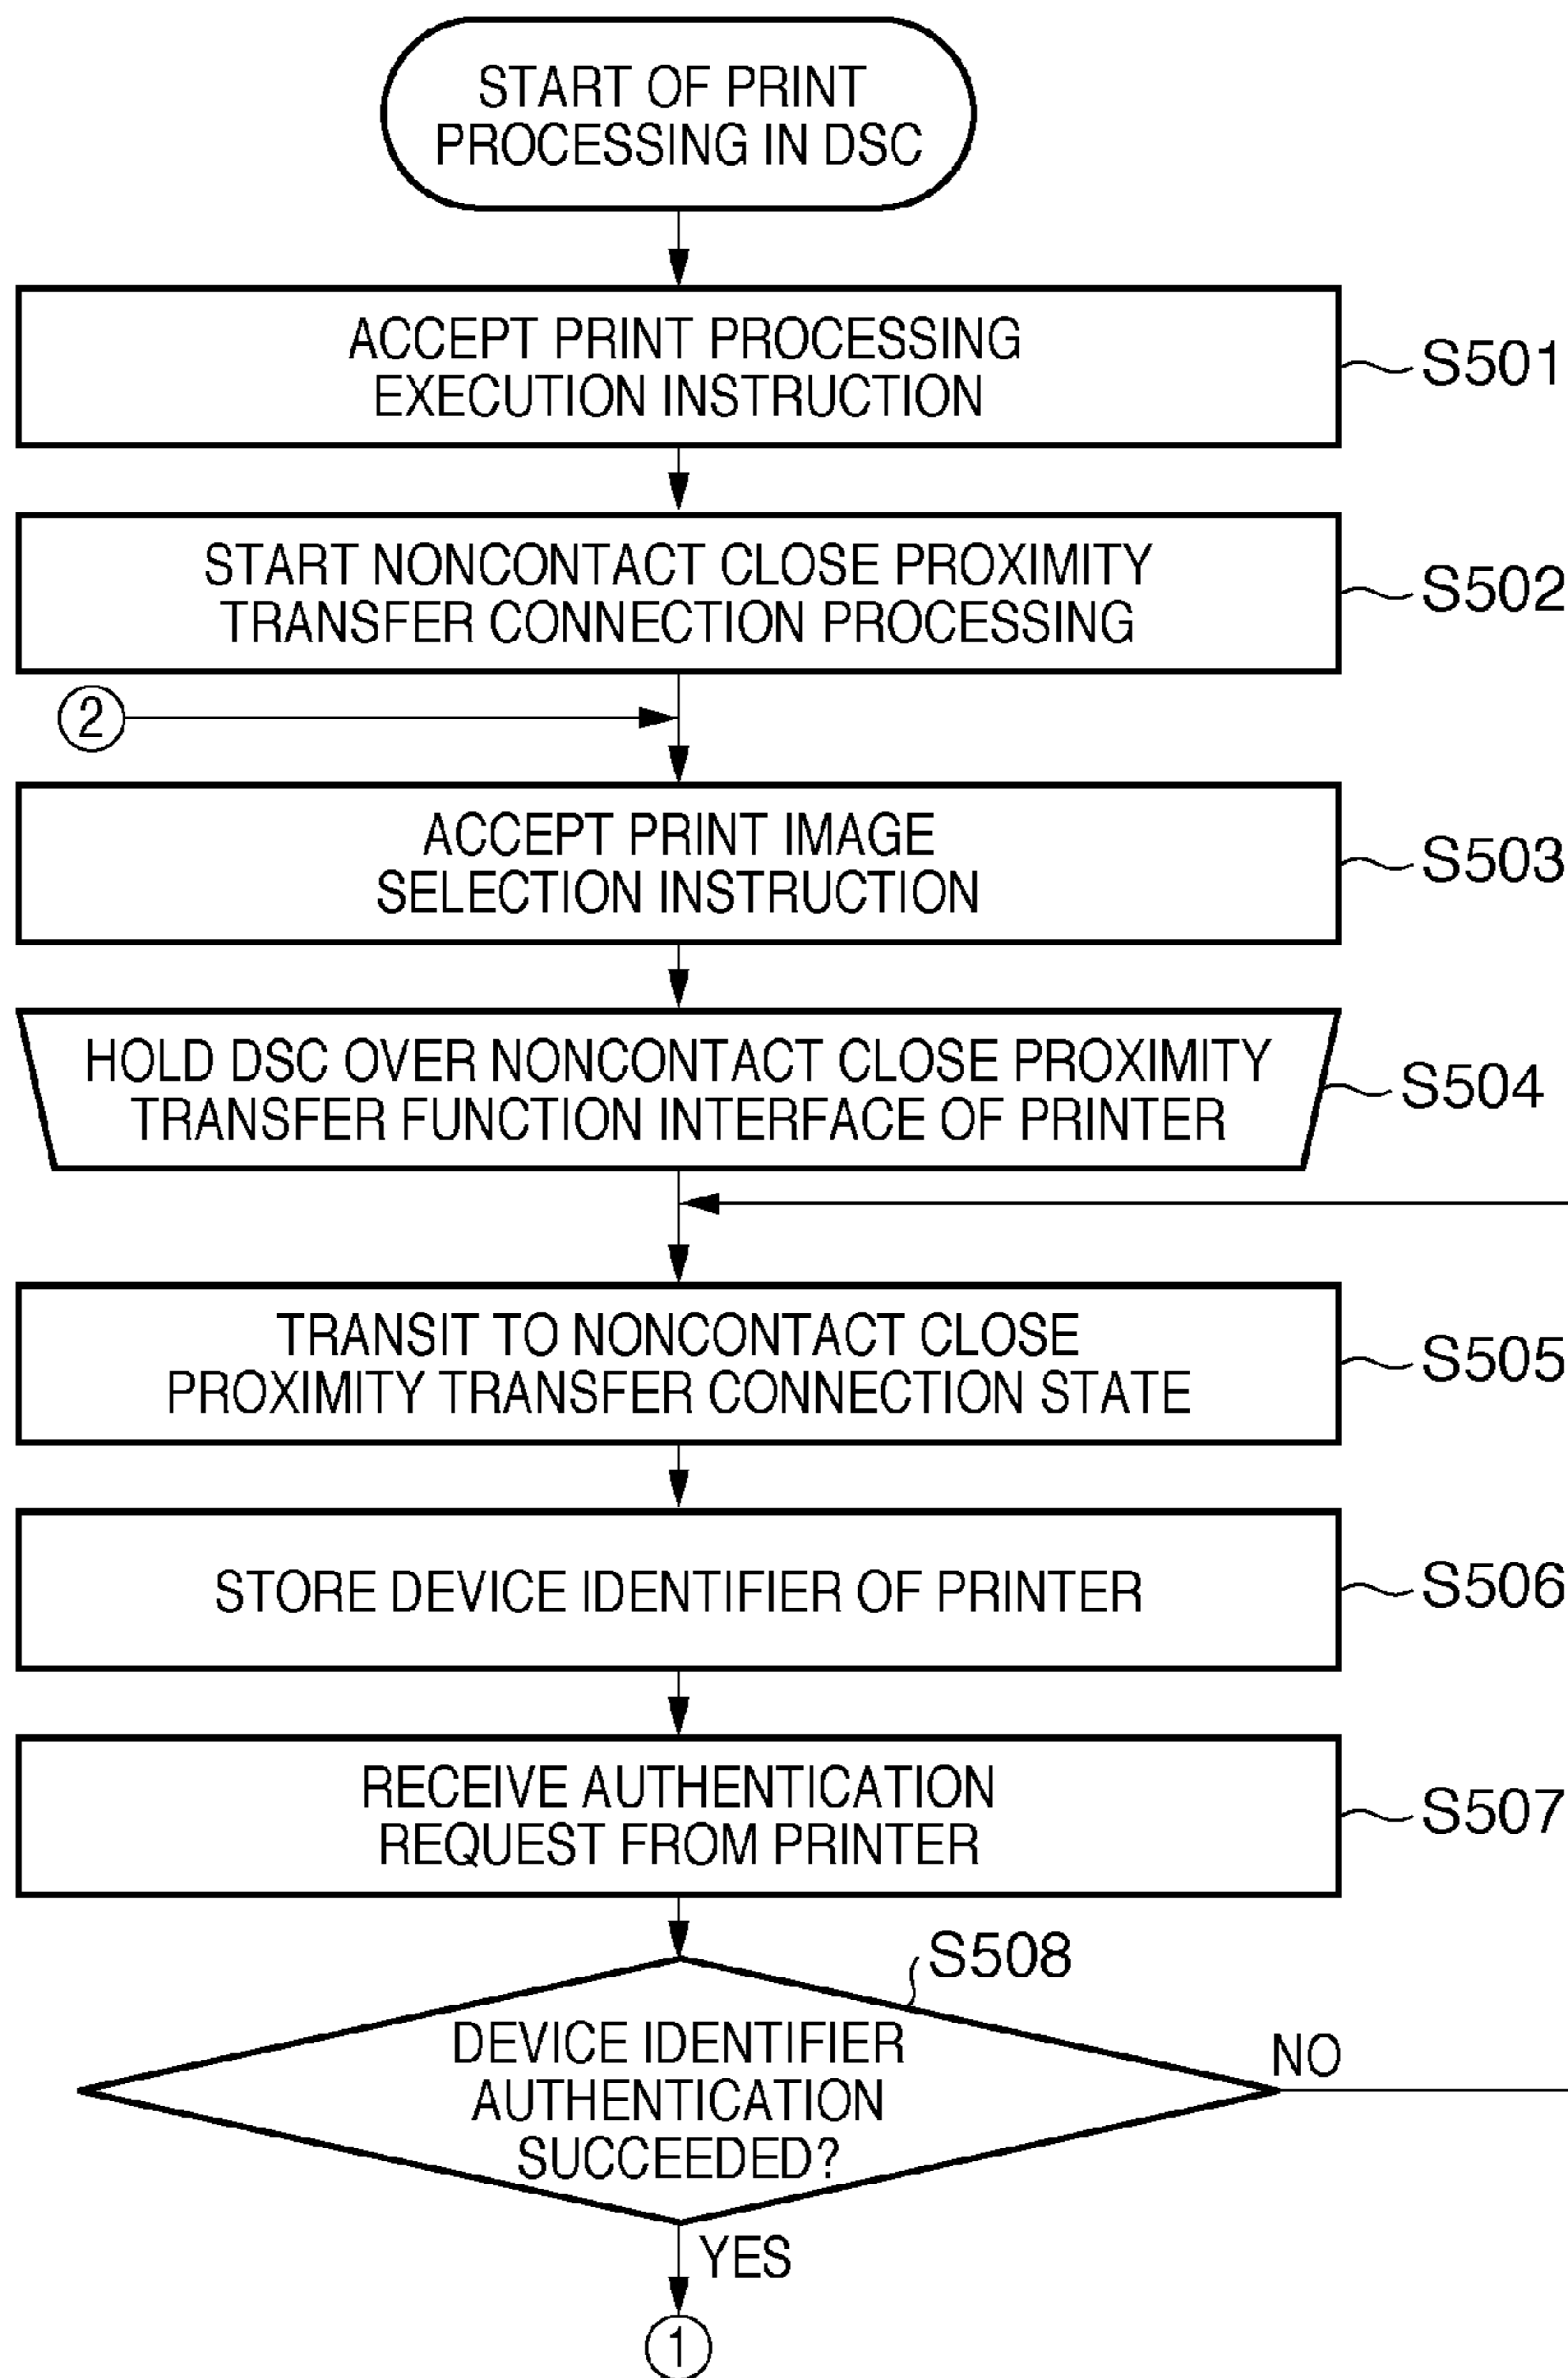 START OF PRINT
PROCESSING IN DSC
ACCEPT PRINT PROCESSING
EXECUTION INSTRUCTION
S501
START NONCONTACT CLOSE PROXIMITY
TRANSFER CONNECTION PROCESSING
S502
2
ACCEPT PRINT IMAGE
SELECTION INSTRUCTION
S503
HOLD DSC OVER NONCONTACT CLOSE PROXIMITY
TRANSFER FUNCTION INTERFACE OF PRINTER
S504
TRANSIT TO NONCONTACT CLOSE
PROXIMITY TRANSFER CONNECTION STATE
S505
STORE DEVICE IDENTIFIER OF PRINTER
S506
RECEIVE AUTHENTICATION
REQUEST FROM PRINTER
S507
S508
DEVICE IDENTIFIER
AUTHENTICATION
SUCCEEDED?
NO
YES
1